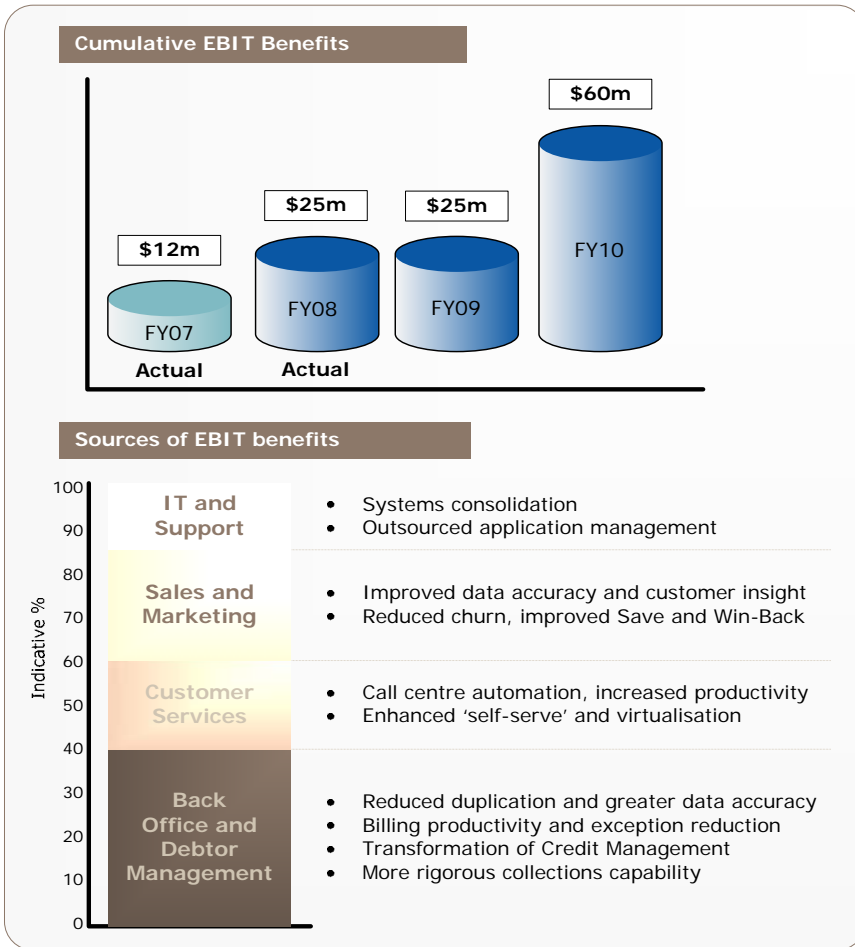 Cumulative EBIT Benefits
$60m
$25m
$25m
$12m
FY10
FY08
FY09
FY07
Actual
Actual
Sources of EBIT benefits
Indicative %
100
90
80
70
60
50
40
30
20
10
0
IT and
Support
• Systems consolidation
• Outsourced application management
Sales and
Marketing
• Improved data accuracy and customer insight
• Reduced churn, improved Save and Win-Back
Customer
Services
• Call centre automation, increased productivity
• Enhanced ‘self-serve’ and virtualisation
Back
Office and
Debtor
Management
• Reduced duplication and greater data accuracy
• Billing productivity and exception reduction
• Transformation of Credit Management
• More rigorous collections capability